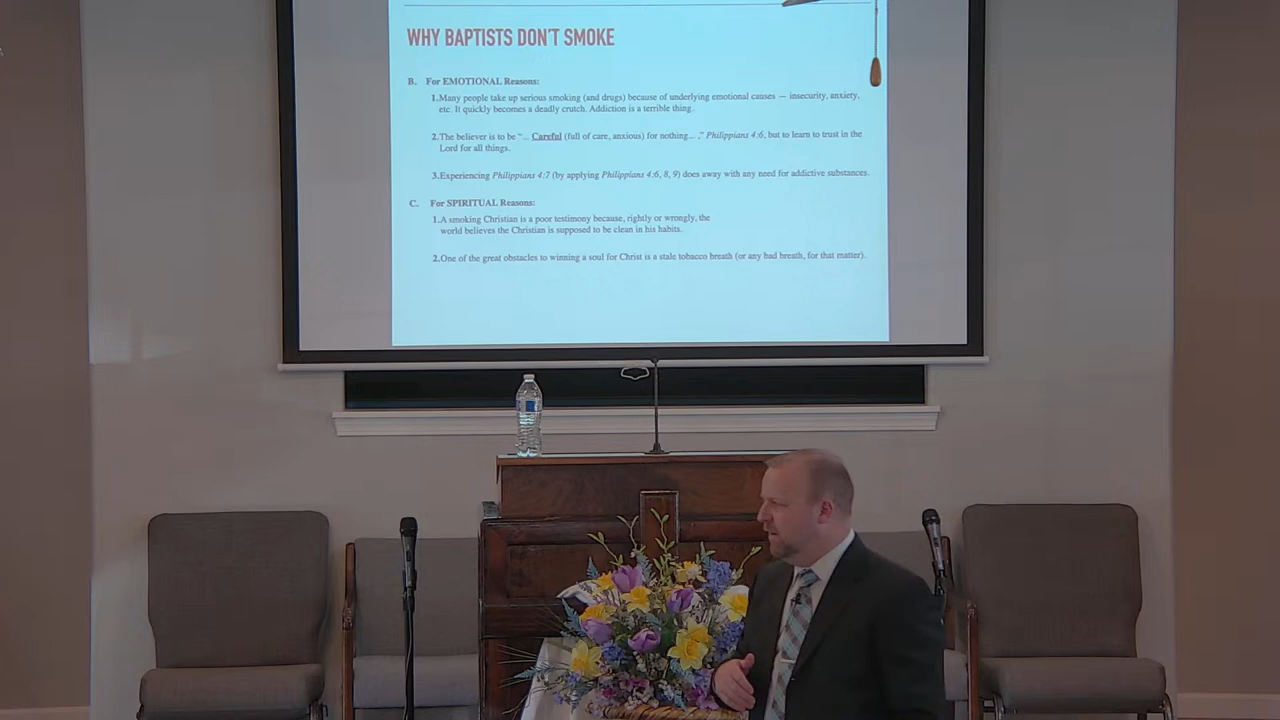 WHY BAPTISTS DON'T SMOKE
B. For EMOTIONAL Reasons:
1.Many people take up serious smoking (and drugs) because of underlying emotional causes — insecurity, anxiety,
etc. It quickly becomes a deadly crutch. Addiction is a terrible thing.
2.The believer is to be "... Careful (full of care, anxious) for nothing... ," Philippians 4:6, but to learn to trust in the
Lord for all things.
3.Experiencing Philippians 4:7 (by applying Philippians 4:6, 8, 9) does away with any need for addictive substances.
C. For SPIRITUAL Reasons:
1.A smoking Christian is a poor testimony because, rightly or wrongly, the
world believes the Christian is supposed to be clean in his habits.
2.One of the great obstacles to winning a soul for Christ is a stale tobacco breath (or any bad breath, for that matter).